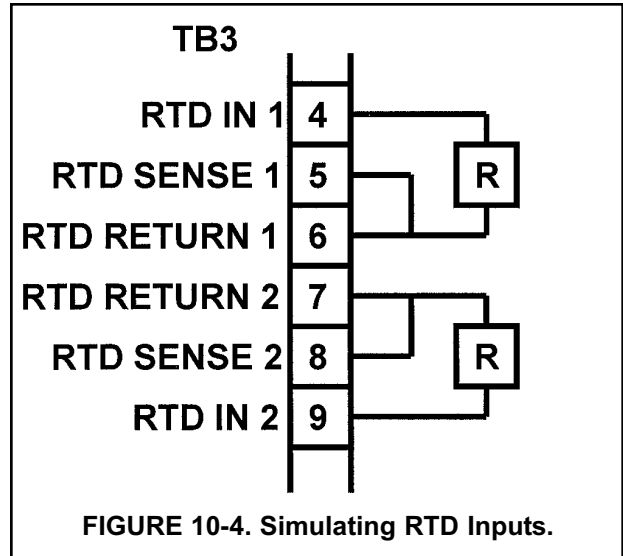 TB3
RTD IN 1 4
RTD SENSE 1 5 R
RTD RETURN 1 6
RTD RETURN 2 7
RTD SENSE 2 8 R
RTD IN 2 9
FIGURE 10-4. Simulating RTD Inputs.